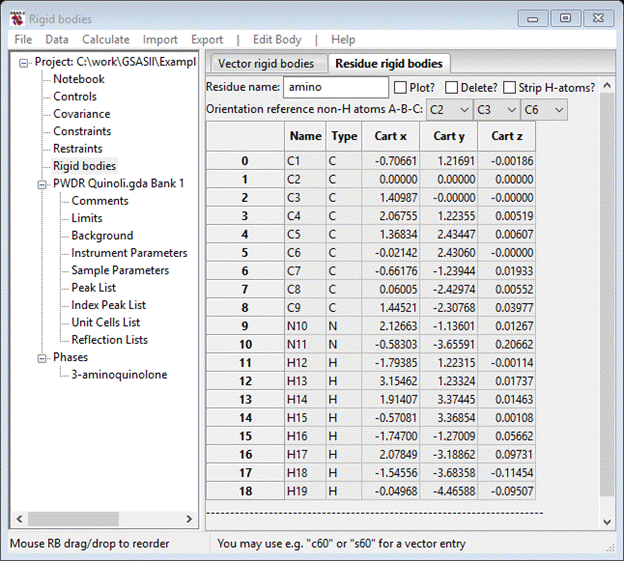 Rigid bodies
File Data Calculate Import Export | Edit Body | Help
Project: C:\work\GSASII\Exampl
Notebook
Controls
Covariance
Constraints
Restraints
Rigid bodies
PWDR Quinoli.gda Bank 1
Comments
Limits
Background
Instrument Parameters
Sample Parameters
Peak List
Index Peak List
Unit Cells List
Reflection Lists
Phases
3-aminoquinolone
Vector rigid bodies Residue rigid bodies
Residue name: amino Plot? Delete? Strip H-atoms?
Orientation reference non-H atoms A-B-C: C2 C3 C6
Name Type Cart x Cart y Cart z
0 C1 C -0.70661 1.21691 -0.00186
1 C2 C 0.00000 0.00000 0.00000
2 C3 C 1.40987 -0.00000 -0.00000
3 C4 C 2.06755 1.22355 0.00519
4 C5 C 1.36834 2.43447 0.00607
5 C6 C -0.02142 2.43060 -0.00000
6 C7 C -0.66176 -1.23944 0.01933
7 C8 C 0.06005 -2.42974 0.00552
8 C9 C 1.44521 -2.30768 0.03977
9 N10 N 2.12663 -1.13601 0.01267
10 N11 N -0.58303 -3.65591 0.20662
11 H12 H -1.79385 1.22315 -0.00114
12 H13 H 3.15462 1.23324 0.01737
13 H14 H 1.91407 3.37445 0.01463
14 H15 H -0.57081 3.36854 0.00108
15 H16 H -1.74700 -1.27009 0.05662
16 H17 H 2.07849 -3.18862 0.09731
17 H18 H -1.54556 -3.68358 -0.11454
18 H19 H -0.04968 -4.46588 -0.09507
Mouse RB drag/drop to reorder You may use e.g. "c60" or "s60" for a vector entry